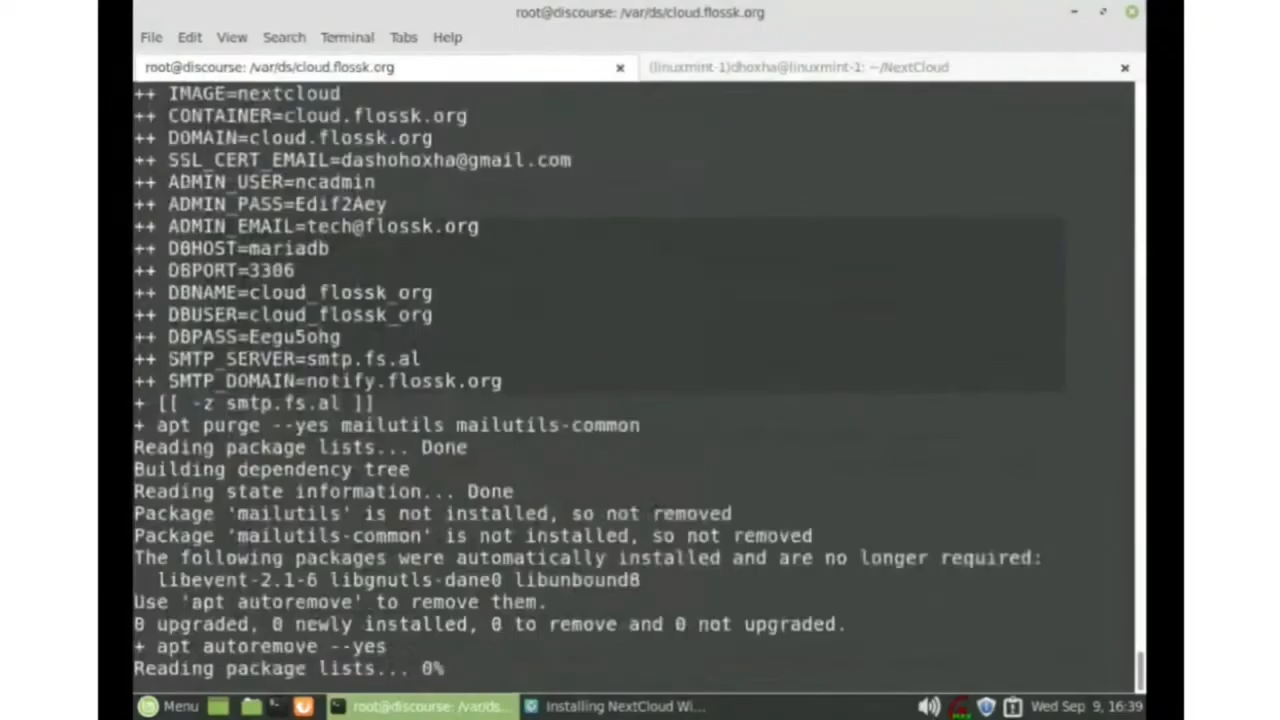 root@discourse: /var/ds/cloud.flossk.org
File Edit View Search Terminal Tabs Help
root@discourse: /var/ds/cloud.flossk.org
(linuxmint-1)dhoxha@linuxmint-1: ~/NextCloud
++ IMAGE=nextcloud
++ CONTAINER=cloud.flossk.org
++ DOMAIN=cloud.flossk.org
++ SSL_CERT_EMAIL=dashohoxha@gmail.com
++ ADMIN_USER=ncadmin
++ ADMIN_PASS=Edif2Aey
++ ADMIN_EMAIL=tech@flossk.org
++ DBHOST=mariadb
++ DBPORT=3306
++ DBNAME=cloud_flossk_org
++ DBUSER=cloud_flossk_org
++ DBPASS=Eegu5ohg
++ SMTP_SERVER=smtp.fs.al
++ SMTP_DOMAIN=notify.flossk.org
+ [[ -z smtp.fs.al ]]
+ apt purge --yes mailutils mailutils-common
Reading package lists... Done
Building dependency tree
Reading state information... Done
Package 'mailutils' is not installed, so not removed
Package 'mailutils-common' is not installed, so not removed
The following packages were automatically installed and are no longer required:
libevent-2.1-6 libgnutls-dane0 libunbound8
Use 'apt autoremove' to remove them.
0 upgraded, 0 newly installed, 0 to remove and 0 not upgraded.
+ apt autoremove --yes
Reading package lists... 0%
Menu
root@discourse: /var/ds...
Installing NextCloud Wi...
Wed Sep 9, 16:39